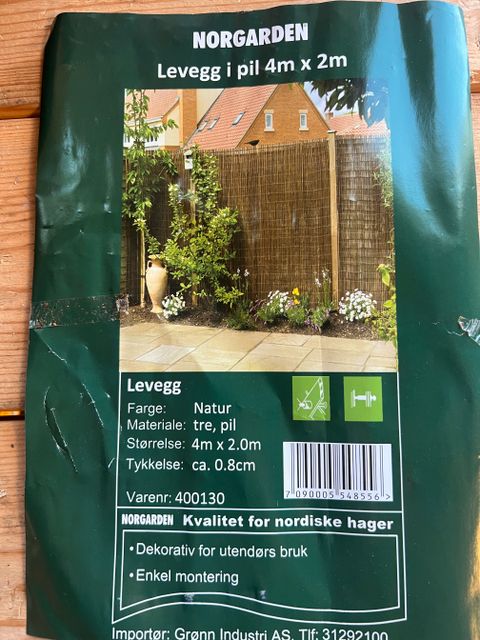 NORGARDEN
Levegg i pil 4m x 2m
Levegg
Farge: Natur
Materiale: tre, pil
Størrelse: 4m x 2.0m
Tykkelse: ca. 0.8cm
Varenr: 400130
7 090005 548556 >
NORGARDEN Kvalitet for nordiske hager
•Dekorativ for utendørs bruk
•Enkel montering
Importør: Grønn Industri AS. Tlf: 31292100